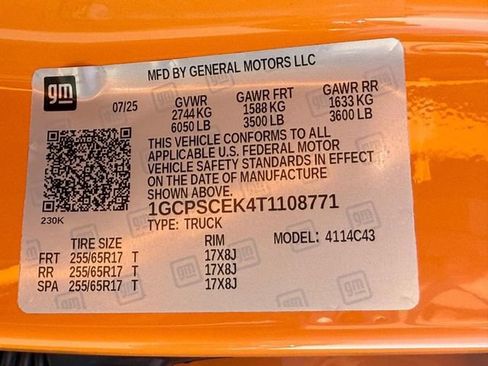 gm
MFD BY GENERAL MOTORS LLC
07/25 GVWR GAWR FRT GAWR RR
2744 KG 1588 KG 1633 KG
6050 LB 3500 LB 3600 LB
THIS VEHICLE CONFORMS TO ALL
APPLICABLE U.S. FEDERAL MOTOR
VEHICLE SAFETY STANDARDS IN EFFECT
ON THE DATE OF MANUFACTURE
SHOWN ABOVE.
230K
1GCPSCEK4T1108771
TYPE: TRUCK
TIRE SIZE RIM MODEL: 4114C43
FRT 255/65R17 T 17X8J
RR 255/65R17 T 17X8J
SPA 255/65R17 T 17X8J